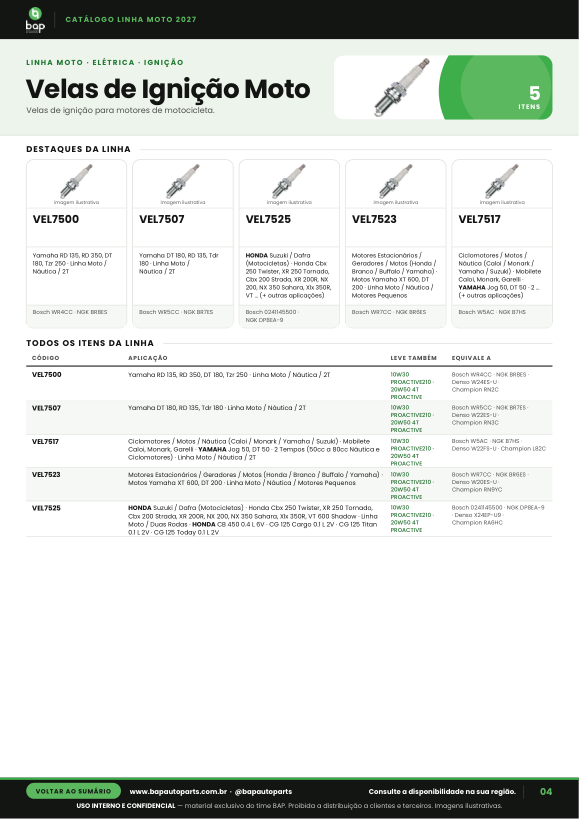 bap
CATÁLOGO LINHA MOTO 2027
LINHA MOTO · ELÉTRICA · IGNIÇÃO
Velas de Ignição Moto
Velas de ignição para motores de motocicleta.
5
ITENS
DESTAQUES DA LINHA
Imagem ilustrativa
VEL7500
Yamaha RD 135, RD 350, DT
180, Tzr 250 · Linha Moto /
Náutica / 2T
Bosch WR4CC · NGK BR8ES
Imagem ilustrativa
VEL7507
Yamaha DT 180, RD 135, Tdr
180 · Linha Moto /
Náutica / 2T
Bosch WR5CC · NGK BR7ES
Imagem ilustrativa
VEL7525
HONDA Suzuki / Dafra
(Motocicletas) · Honda Cbx
250 Twister, XR 250 Tornado,
Cbx 200 Strada, XR 200R, NX
200, NX 350 Sahara, Xlx 350R,
VT … (+ outras aplicações)
Bosch 0241145500 ·
NGK DP8EA-9
Imagem ilustrativa
VEL7523
Motores Estacionários /
Geradores / Motos (Honda /
Branco / Buffalo / Yamaha) ·
Motos Yamaha XT 600, DT
200 · Linha Moto / Náutica /
Motores Pequenos
Bosch WR7CC · NGK BR6ES
Imagem ilustrativa
VEL7517
Ciclomotores / Motos /
Náutica (Caloi / Monark /
Yamaha / Suzuki) · Mobilete
Caloi, Monark, Garelli ·
YAMAHA Jog 50, DT 50 · 2 …
(+ outras aplicações)
Bosch W5AC · NGK B7HS
TODOS OS ITENS DA LINHA
CÓDIGO APLICAÇÃO LEVE TAMBÉM EQUIVALE A
VEL7500
Yamaha RD 135, RD 350, DT 180, Tzr 250 · Linha Moto / Náutica / 2T
10W30
PROACTIVE210 ·
20W50 4T
PROACTIVE
Bosch WR4CC · NGK BR8ES ·
Denso W24ES-U ·
Champion RN2C
VEL7507
Yamaha DT 180, RD 135, Tdr 180 · Linha Moto / Náutica / 2T
10W30
PROACTIVE210 ·
20W50 4T
PROACTIVE
Bosch WR5CC · NGK BR7ES ·
Denso W22ES-U ·
Champion RN3C
VEL7517
Ciclomotores / Motos / Náutica (Caloi / Monark / Yamaha / Suzuki) · Mobilete
Caloi, Monark, Garelli · YAMAHA Jog 50, DT 50 · 2 Tempos (50cc a 80cc Náutica e
Ciclomotores) · Linha Moto / Náutica / 2T
10W30
PROACTIVE210 ·
20W50 4T
PROACTIVE
Bosch W5AC · NGK B7HS ·
Denso W22FS-U · Champion L82C
VEL7523
Motores Estacionários / Geradores / Motos (Honda / Branco / Buffalo / Yamaha) ·
Motos Yamaha XT 600, DT 200 · Linha Moto / Náutica / Motores Pequenos
10W30
PROACTIVE210 ·
20W50 4T
PROACTIVE
Bosch WR7CC · NGK BR6ES ·
Denso W20ES-U ·
Champion RN9YC
VEL7525
HONDA Suzuki / Dafra (Motocicletas) · Honda Cbx 250 Twister, XR 250 Tornado,
Cbx 200 Strada, XR 200R, NX 200, NX 350 Sahara, Xlx 350R, VT 600 Shadow · Linha
Moto / Duas Rodas · HONDA CB 450 0.4 L 6V · CG 125 Cargo 0.1 L 2V · CG 125 Titan
0.1 L 2V · CG 125 Today 0.1 L 2V
10W30
PROACTIVE210 ·
20W50 4T
PROACTIVE
Bosch 0241145500 · NGK DP8EA-9
· Denso X24EP-U9 ·
Champion RA6HC
VOLTAR AO SUMÁRIO
www.bapautoparts.com.br · @bapautoparts
Consulte a disponibilidade na sua região.
04
USO INTERNO E CONFIDENCIAL — material exclusivo do time BAP. Proibida a distribuição a clientes e terceiros. Imagens ilustrativas.